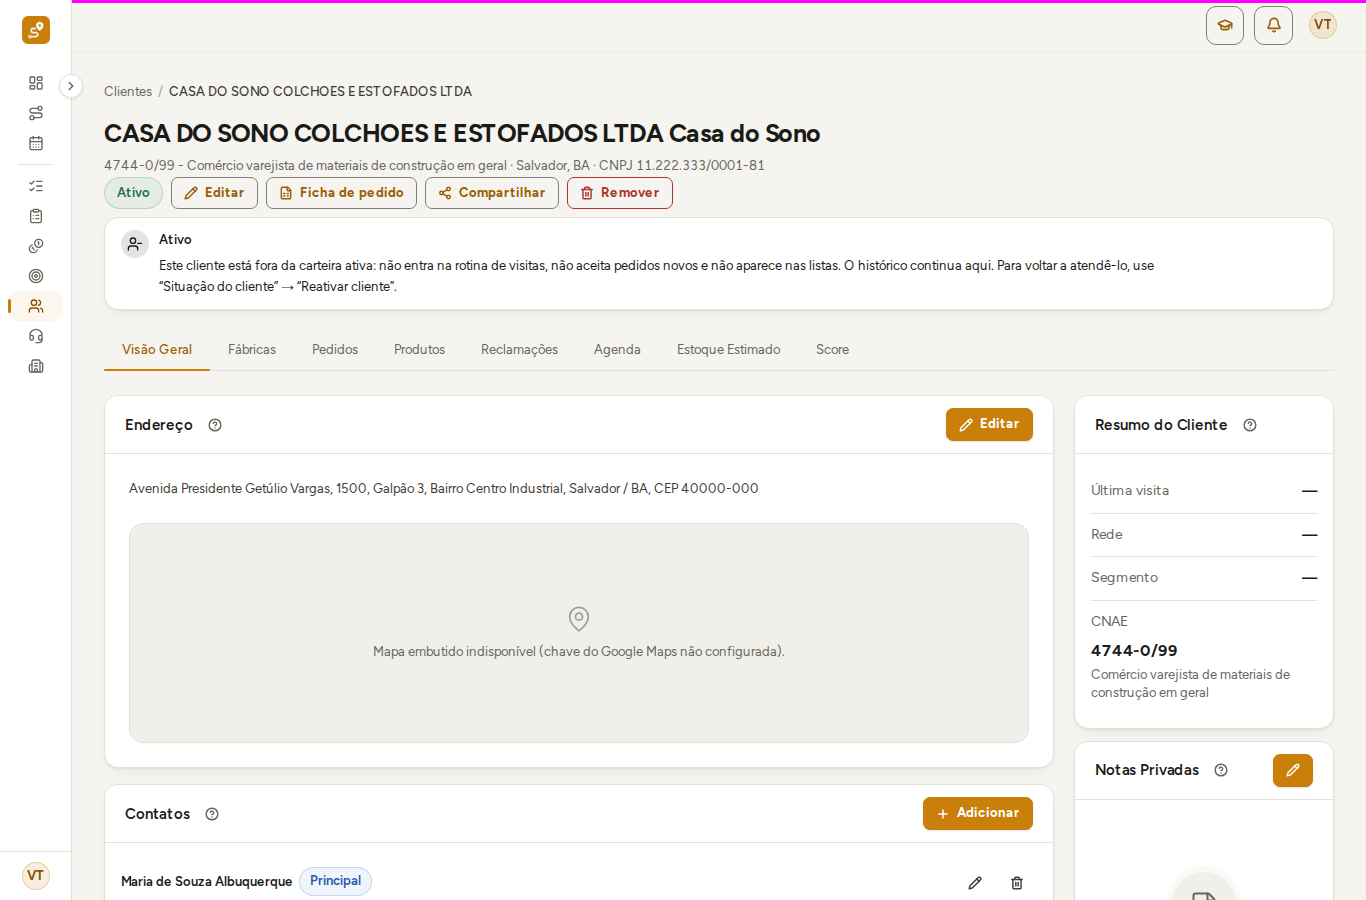 VT
Clientes / CASA DO SONO COLCHOES E ESTOFADOS LTDA
CASA DO SONO COLCHOES E ESTOFADOS LTDA Casa do Sono
4744-0/99 - Comércio varejista de materiais de construção em geral · Salvador, BA · CNPJ 11.222.333/0001-81
Ativo Editar Ficha de pedido Compartilhar Remover
Ativo
Este cliente está fora da carteira ativa: não entra na rotina de visitas, não aceita pedidos novos e não aparece nas listas. O histórico continua aqui. Para voltar a atendê-lo, use
“Situação do cliente” → “Reativar cliente”.
Visão Geral Fábricas Pedidos Produtos Reclamações Agenda Estoque Estimado Score
Endereço Editar
Avenida Presidente Getúlio Vargas, 1500, Galpão 3, Bairro Centro Industrial, Salvador / BA, CEP 40000-000
Mapa embutido indisponível (chave do Google Maps não configurada).
Contatos Adicionar
Maria de Souza Albuquerque Principal
Resumo do Cliente
Última visita —
Rede —
Segmento —
CNAE
4744-0/99
Comércio varejista de materiais de
construção em geral
Notas Privadas
VT